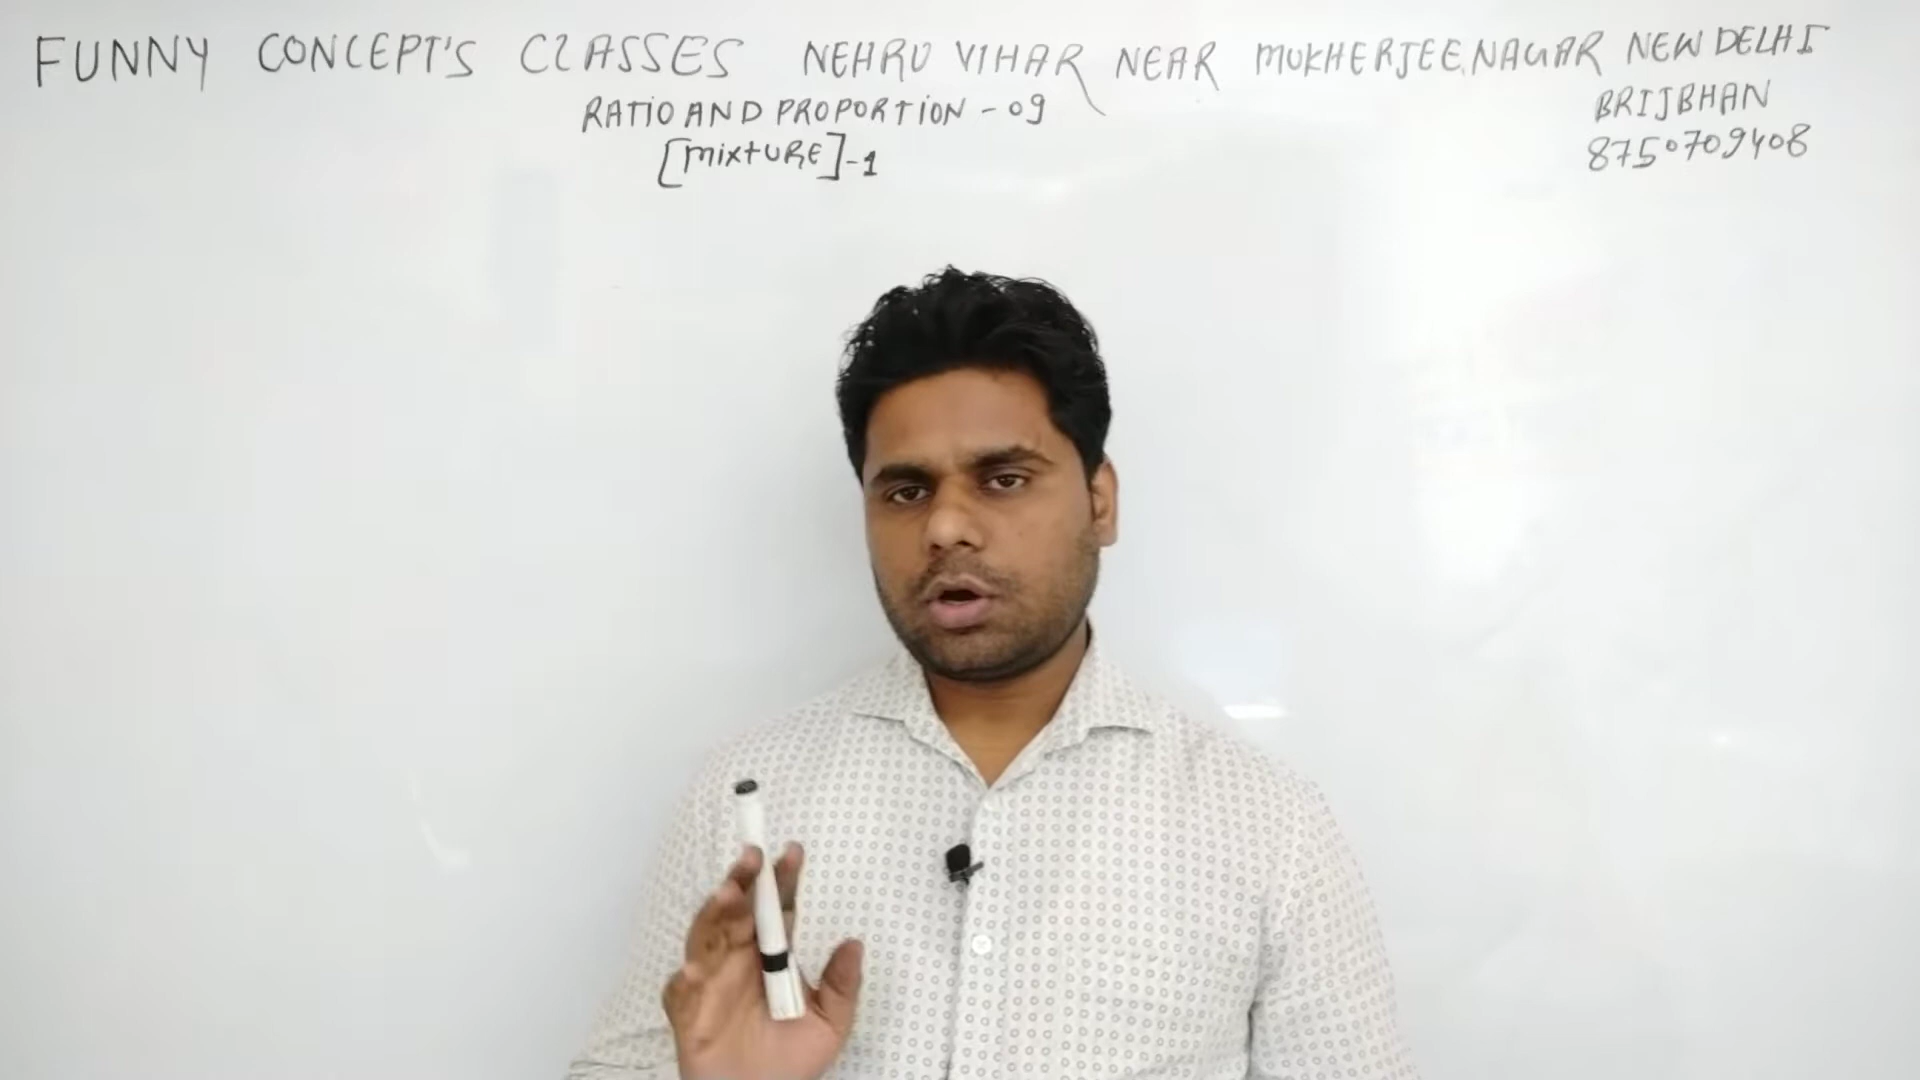 FUNNY CONCEPT'S CLASSES NEHRU VIHAR NEAR MUKHERJEE NAGAR NEW DELHI
RATIO AND PROPORTION - 09
[MIXTURE]-1
BRIJBHAN
8750709408